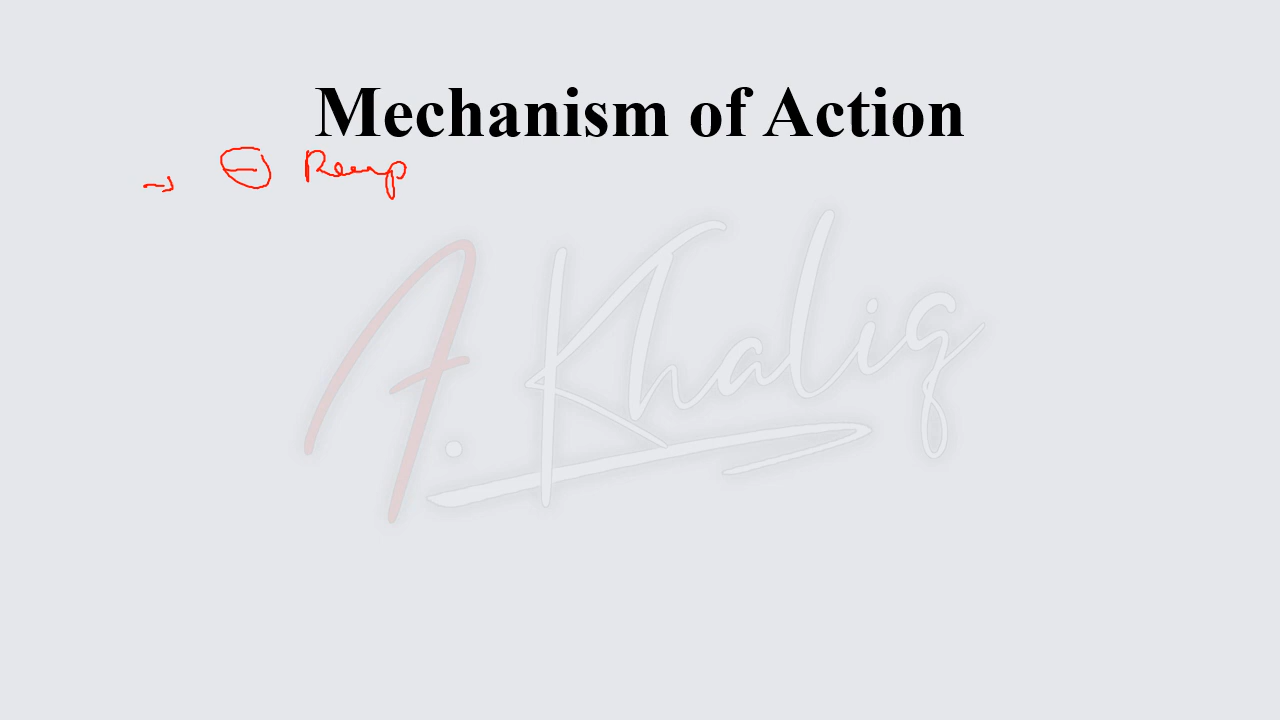 Mechanism of Action
→ ⊖ Reup
A. Khaliq